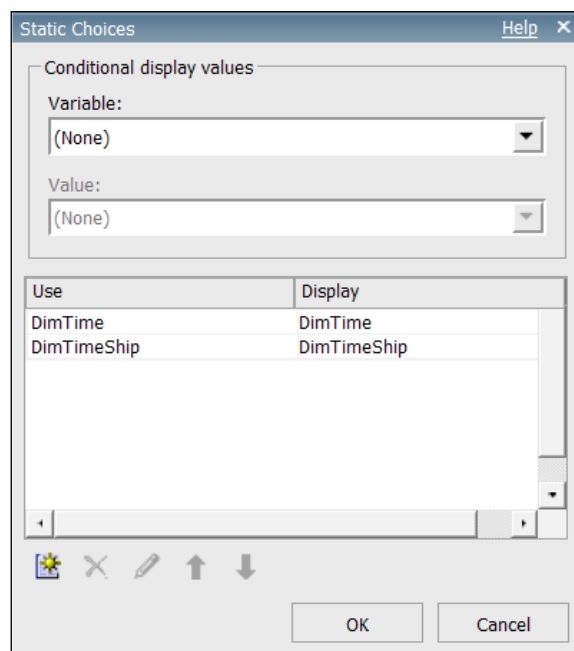 Static Choices Help ×
Conditional display values
Variable:
(None)
Value:
(None)
Use Display
DimTime DimTime
DimTimeShip DimTimeShip
OK Cancel